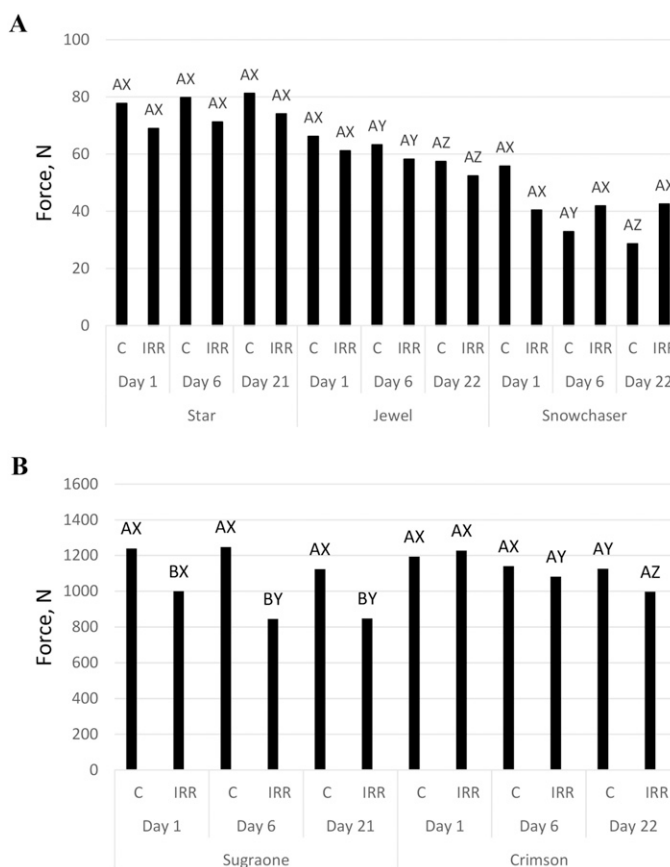 A
100
AX AX AX AX AX AX
80
AX AX AY AY AZ AZ AX
60
AX AX AX
40
AY AZ
20
0
Force, N
C IRR C IRR C IRR C IRR C IRR C IRR C IRR C IRR C IRR
Day 1 Day 6 Day 21 Day 1 Day 6 Day 22 Day 1 Day 6 Day 22
Star Jewel Snowchaser
B
1600
1400
AX AX AX AX AX AX AY
1200
BX AY AZ
1000
BY BY
800
600
400
200
0
Force, N
C IRR C IRR C IRR C IRR C IRR C IRR
Day 1 Day 6 Day 21 Day 1 Day 6 Day 22
Sugraone Crimson